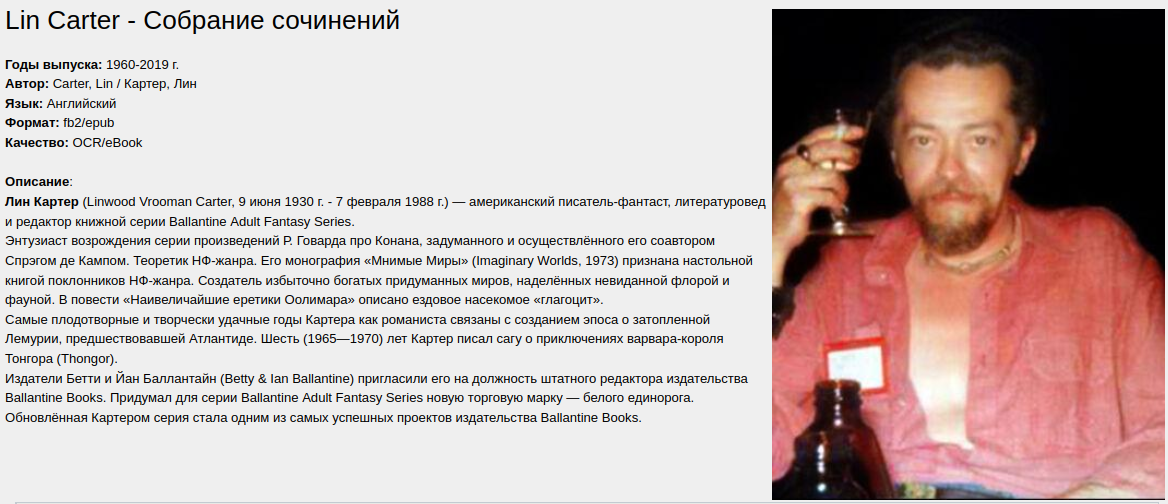 Lin Carter - Собрание сочинений
Годы выпуска: 1960-2019 г.
Автор: Carter, Lin / Картер, Лин
Язык: Английский
Формат: fb2/epub
Качество: OCR/eBook
Описание:
Лин Картер (Linwood Vrooman Carter, 9 июня 1930 г. - 7 февраля 1988 г.) — американский писатель-фантаст, литературовед
и редактор книжной серии Ballantine Adult Fantasy Series.
Энтузиаст возрождения серии произведений Р. Говарда про Конана, задуманного и осуществлённого его соавтором
Спрэгом де Кампом. Теоретик НФ-жанра. Его монография «Мнимые Миры» (Imaginary Worlds, 1973) признана настольной
книгой поклонников НФ-жанра. Создатель избыточно богатых придуманных миров, наделённых невиданной флорой и
фауной. В повести «Наивеличайшие еретики Оолимара» описано ездовое насекомое «глагоцит».
Самые плодотворные и творчески удачные годы Картера как романиста связаны с созданием эпоса о затопленной
Лемурии, предшествовавшей Атлантиде. Шесть (1965—1970) лет Картер писал сагу о приключениях варвара-короля
Тонгора (Thongor).
Издатели Бетти и Йан Баллантайн (Betty & Ian Ballantine) пригласили его на должность штатного редактора издательства
Ballantine Books. Придумал для серии Ballantine Adult Fantasy Series новую торговую марку — белого единорога.
Обновлённая Картером серия стала одним из самых успешных проектов издательства Ballantine Books.